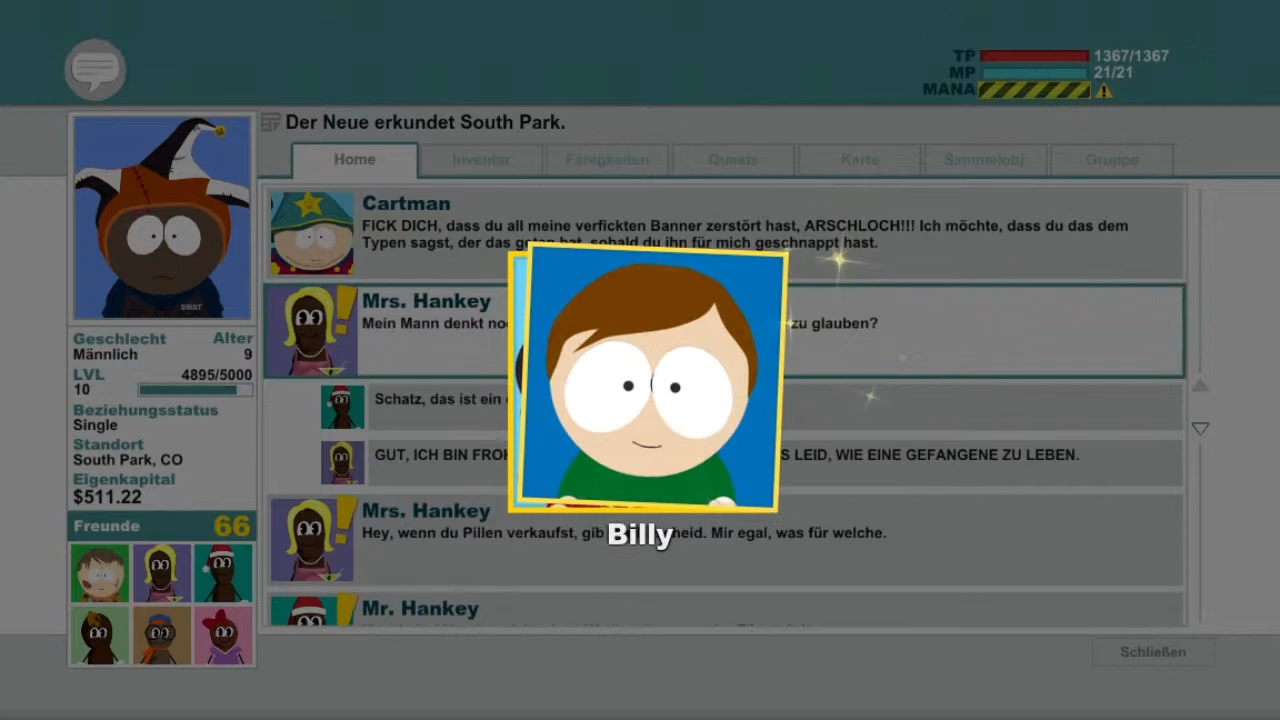 TP 1367/1367
MP 21/21
MANA
Der Neue erkundet South Park.
Home Inventar Fähigkeiten Quests Karte Sammelobj Gruppe
SWAT
Geschlecht Alter
Männlich 9
LVL 4895/5000
10
Beziehungsstatus
Single
Standort
South Park, CO
Eigenkapital
$511.22
Freunde 66
Cartman
FICK DICH, dass du all meine verfickten Banner zerstört hast, ARSCHLOCH!!! Ich möchte, dass du das dem
Typen sagst, der das getan hat, sobald du ihn für mich geschnappt hast.
Mrs. Hankey
Mein Mann denkt zu glauben?
Schatz, das ist ein
GUT, ICH BIN LEID, WIE EINE GEFANGENE ZU LEBEN.
Mrs. Hankey
Hey, wenn du Pillen verkaufst, gib Mir egal, was für welche.
Billy
Mr. Hankey
Schließen